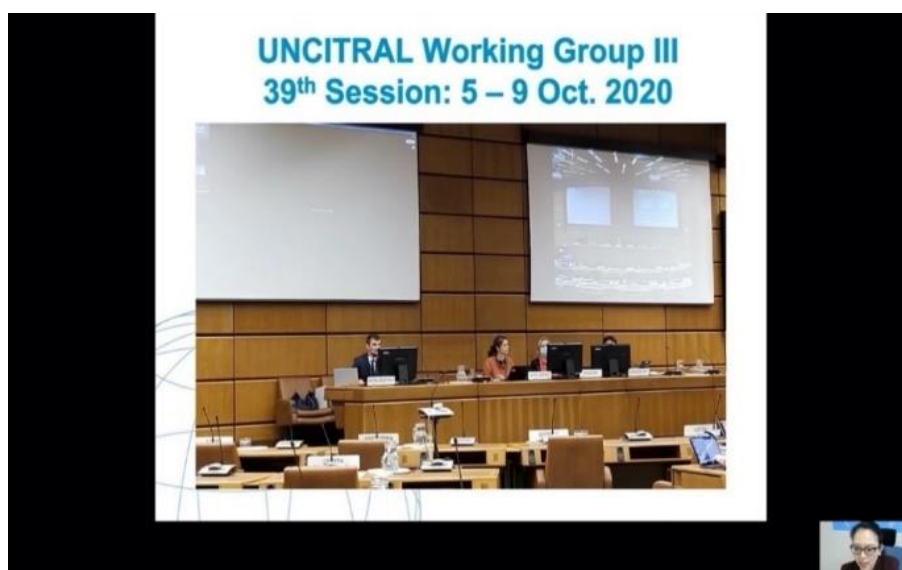 UNCITRAL Working Group III
39th Session: 5 – 9 Oct. 2020